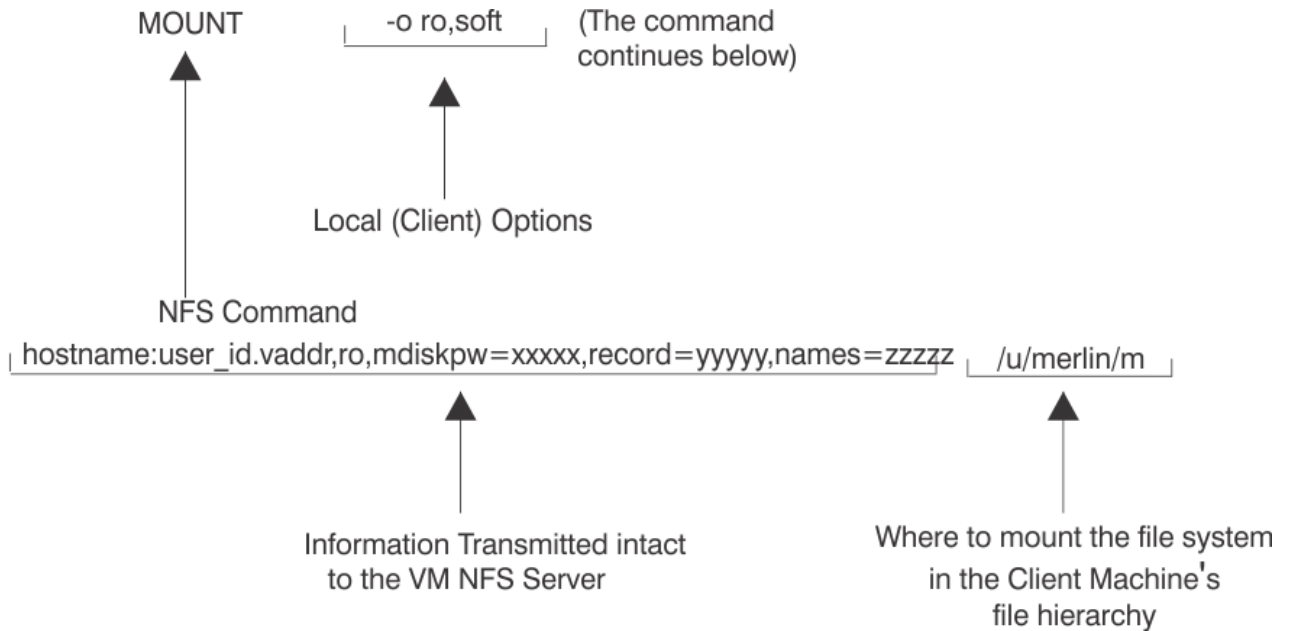 MOUNT
-o ro,soft
(The command
continues below)
Local (Client) Options
NFS Command
hostname:user_id.vaddr,ro,mdiskpw=xxxxx,record=yyyyy,names=zzzzz
/u/merlin/m
Information Transmitted intact
to the VM NFS Server
Where to mount the file system
in the Client Machine's
file hierarchy